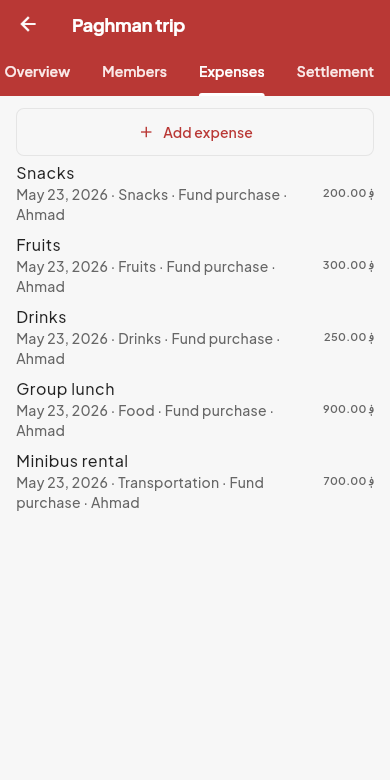 Paghman trip
Overview Members Expenses Settlement
+ Add expense
Snacks
May 23, 2026 · Snacks · Fund purchase ·
Ahmad
200.00 ؋
Fruits
May 23, 2026 · Fruits · Fund purchase ·
Ahmad
300.00 ؋
Drinks
May 23, 2026 · Drinks · Fund purchase ·
Ahmad
250.00 ؋
Group lunch
May 23, 2026 · Food · Fund purchase ·
Ahmad
900.00 ؋
Minibus rental
May 23, 2026 · Transportation · Fund
purchase · Ahmad
700.00 ؋